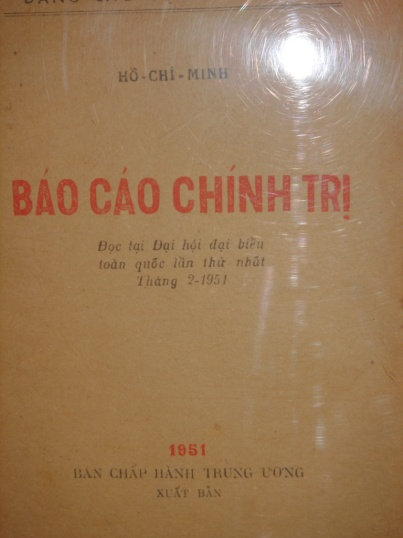 HỒ-CHÍ-MINH
BÁO CÁO CHÍNH TRỊ
Đọc tại Đại hội đại biểu
toàn quốc lần thứ nhất
Tháng 2-1951
1951
BAN CHẤP HÀNH TRUNG ƯƠNG
XUẤT BẢN